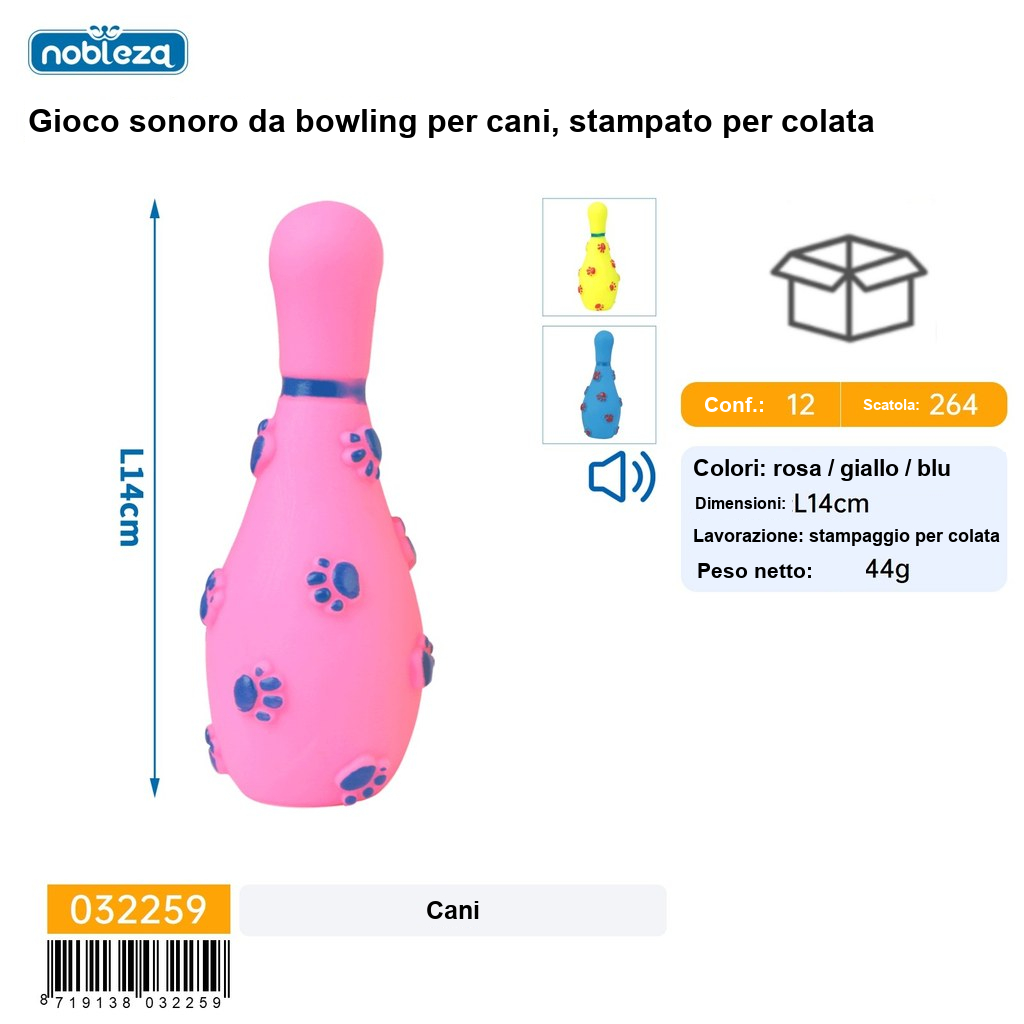 nobleza
Gioco sonoro da bowling per cani, stampato per colata
L14cm
Conf.: 12 Scatola: 264
Colori: rosa / giallo / blu
Dimensioni: L14cm
Lavorazione: stampaggio per colata
Peso netto: 44g
032259
Cani
8 719138 032259